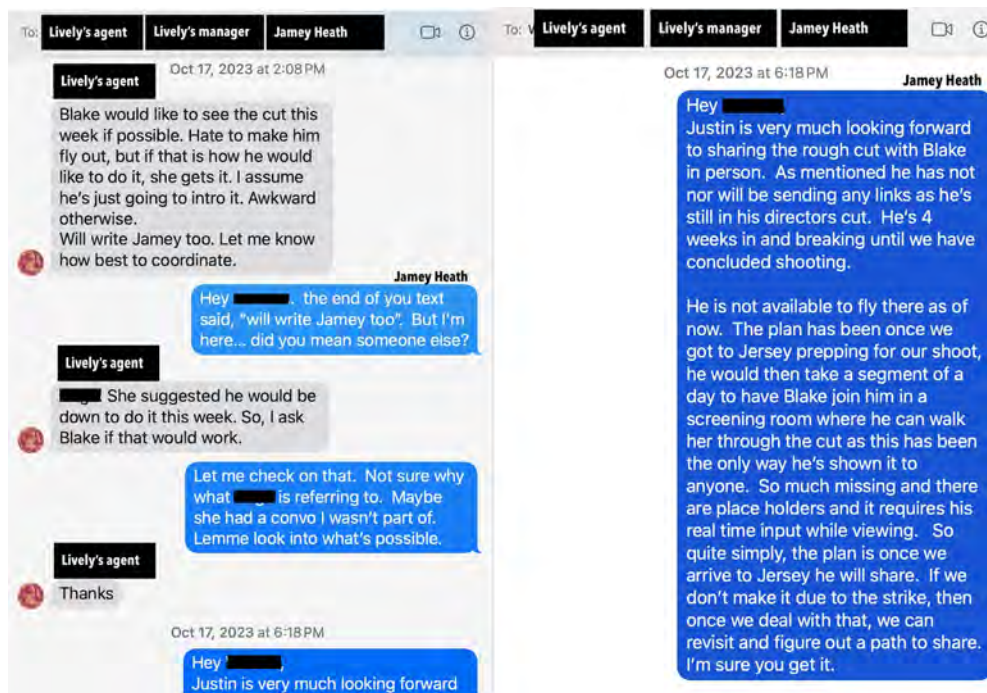 To:
Lively's agent
Lively's manager
Jamey Heath
Oct 17, 2023 at 2:08 PM
Lively's agent
Blake would like to see the cut this
week if possible. Hate to make him
fly out, but if that is how he would
like to do it, she gets it. I assume
he's just going to intro it. Awkward
otherwise.
Will write Jamey too. Let me know
how best to coordinate.
Jamey Heath
Hey , the end of you text
said, "will write Jamey too". But I'm
here... did you mean someone else?
Lively's agent
She suggested he would be
down to do it this week. So, I ask
Blake if that would work.
Let me check on that. Not sure why
what is referring to. Maybe
she had a convo I wasn't part of.
Lemme look into what's possible.
Lively's agent
Thanks
Oct 17, 2023 at 6:18 PM
Hey ,
Justin is very much looking forward
To:
Lively's agent
Lively's manager
Jamey Heath
Oct 17, 2023 at 6:18 PM
Jamey Heath
Hey ,
Justin is very much looking forward
to sharing the rough cut with Blake
in person. As mentioned he has not
nor will be sending any links as he's
still in his directors cut. He's 4
weeks in and breaking until we have
concluded shooting.
He is not available to fly there as of
now. The plan has been once we
got to Jersey prepping for our shoot,
he would then take a segment of a
day to have Blake join him in a
screening room where he can walk
her through the cut as this has been
the only way he's shown it to
anyone. So much missing and there
are place holders and it requires his
real time input while viewing. So
quite simply, the plan is once we
arrive to Jersey he will share. If we
don't make it due to the strike, then
once we deal with that, we can
revisit and figure out a path to share.
I'm sure you get it.